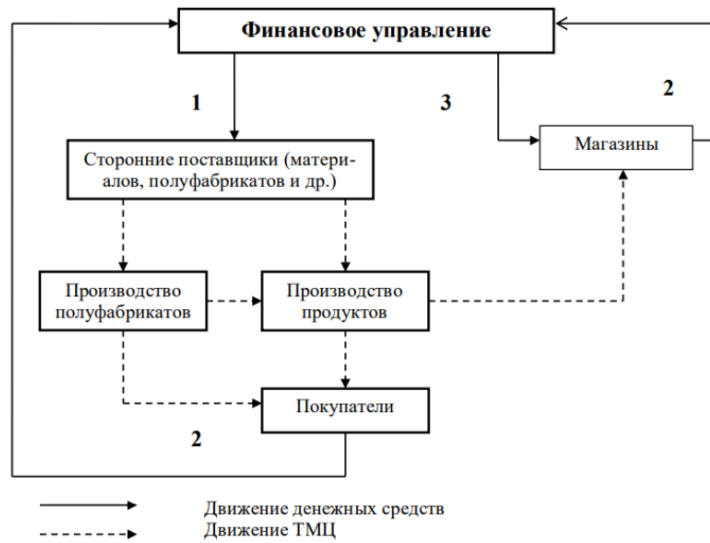 Финансовое управление
1
3
2
Сторонние поставщики (матери-
алов, полуфабрикатов и др.)
Магазины
Производство
полуфабрикатов
Производство
продуктов
Покупатели
2
Движение денежных средств
Движение ТМЦ